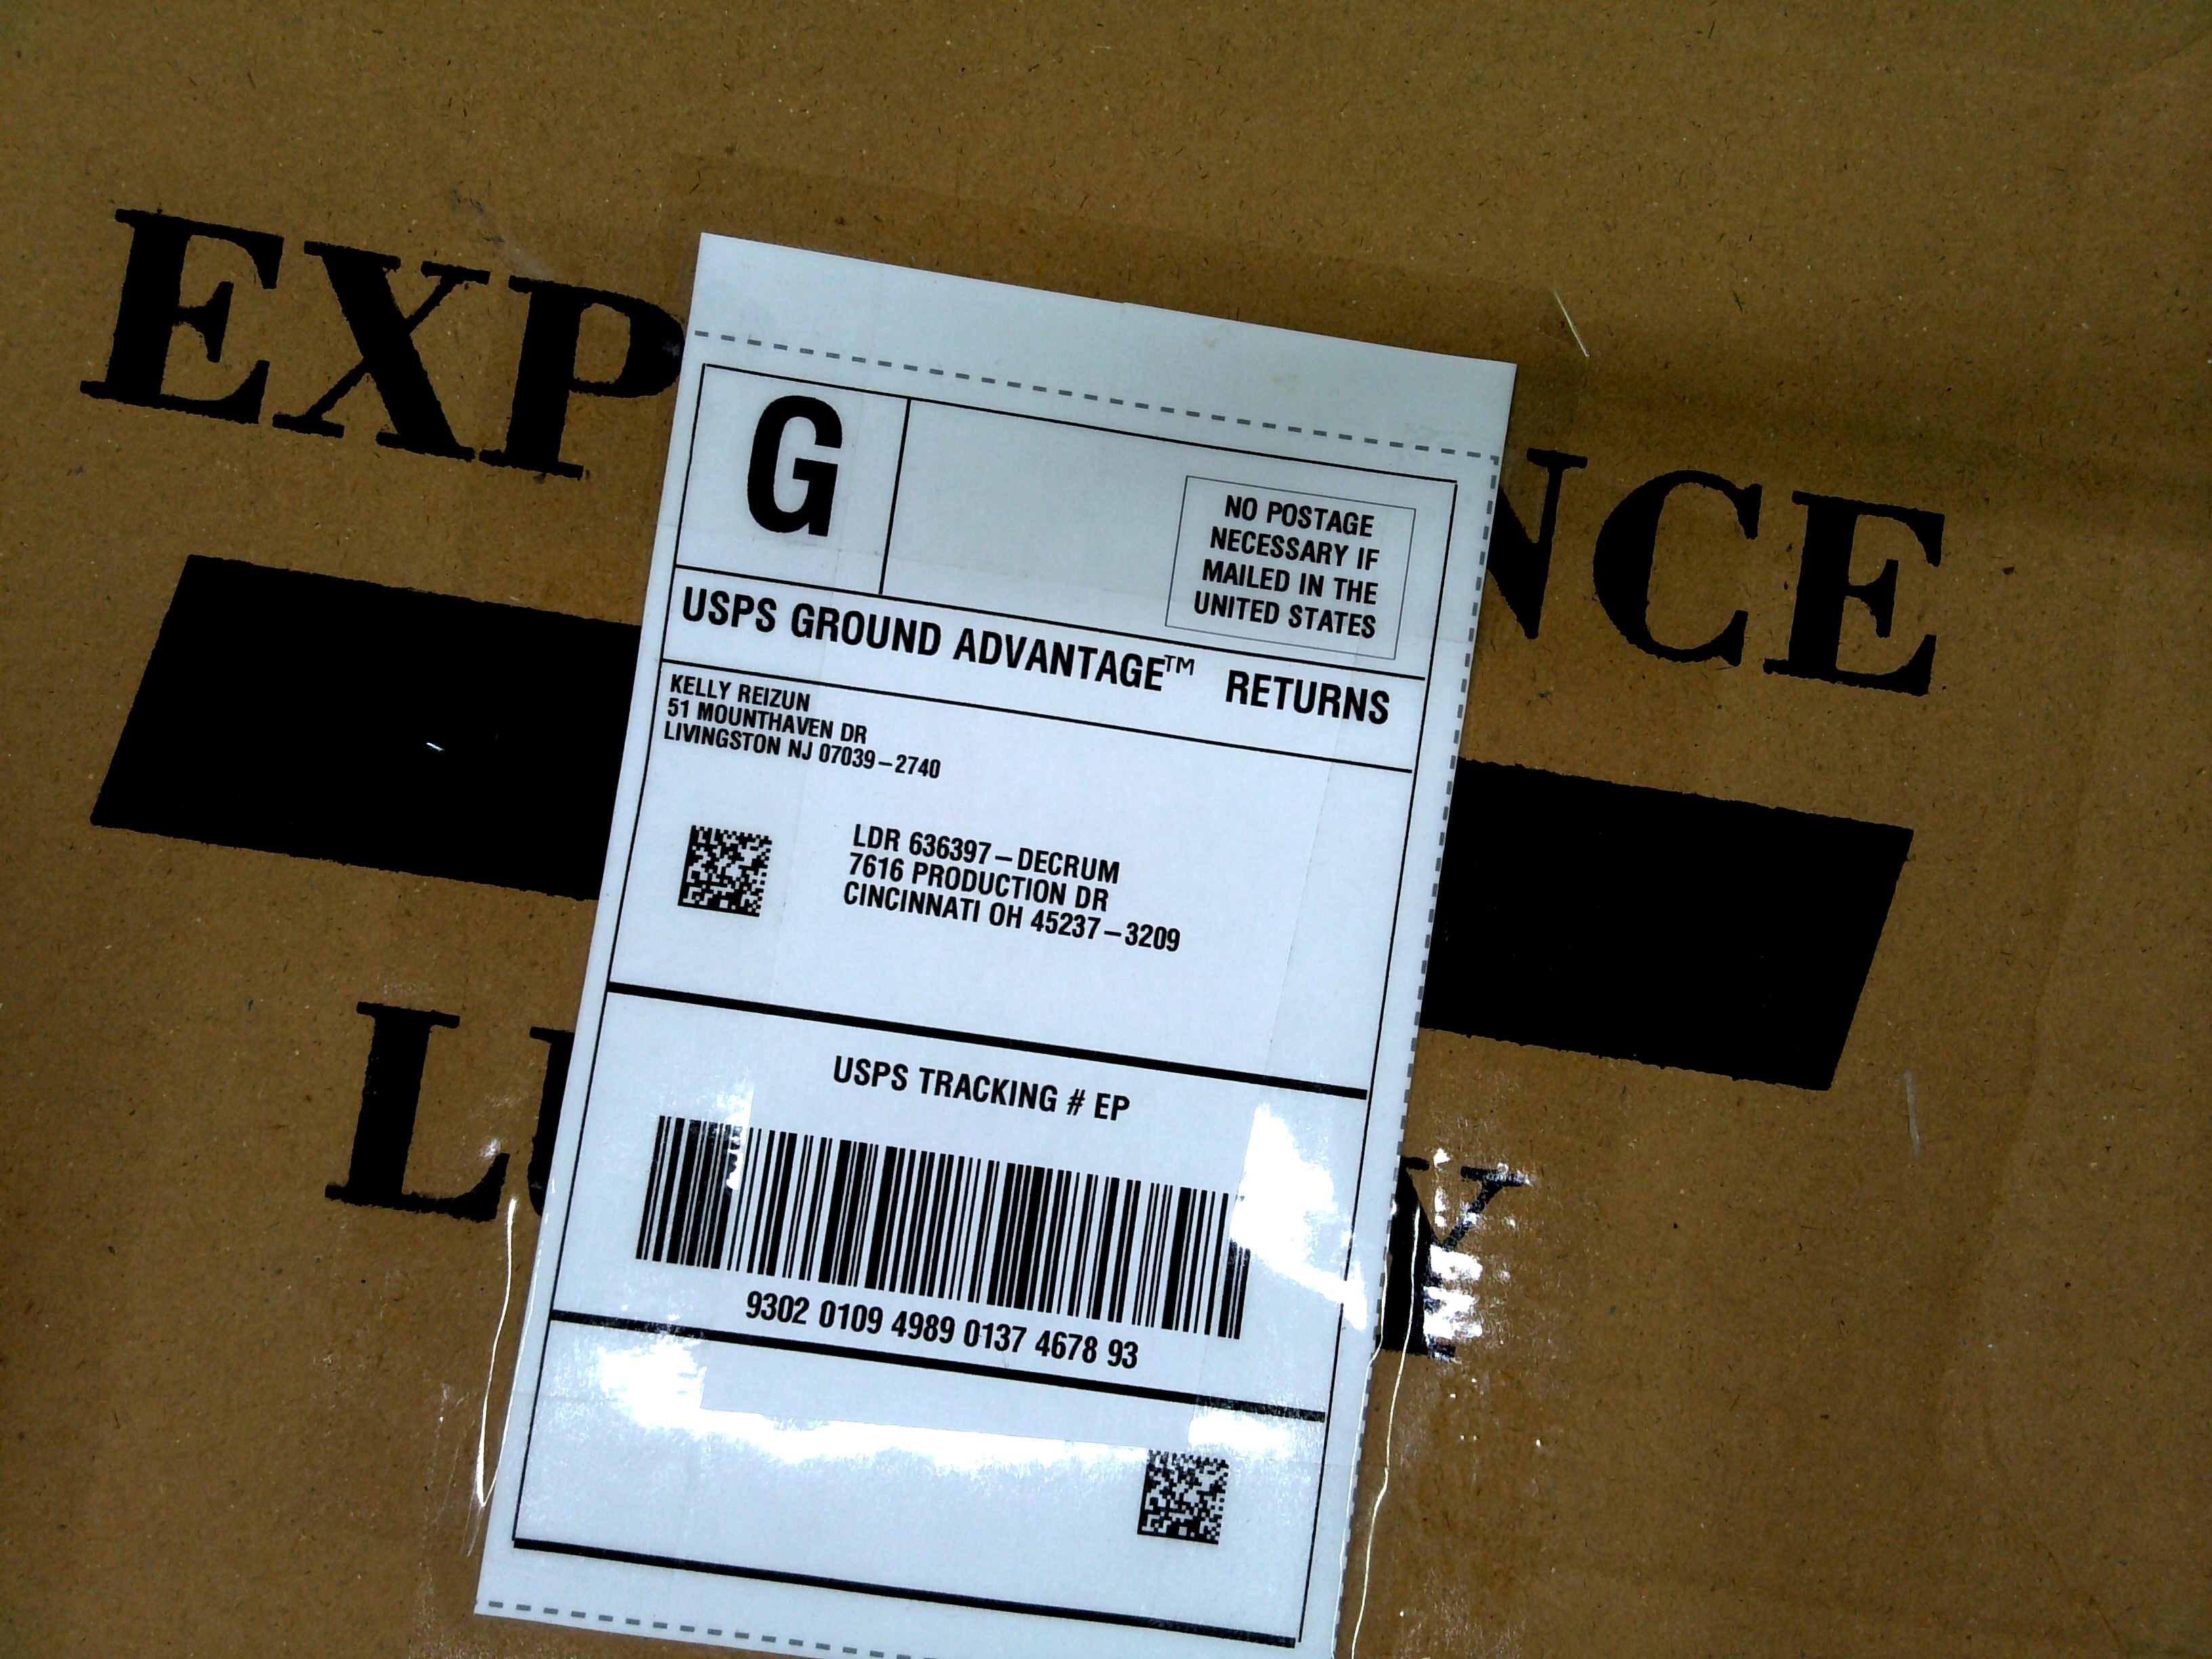 EXP
NCE
G
NO POSTAGE
NECESSARY IF
MAILED IN THE
UNITED STATES
USPS GROUND ADVANTAGE™ RETURNS
KELLY REIZUN
51 MOUNTHAVEN DR
LIVINGSTON NJ 07039-2740
LDR 636397-DECRUM
7616 PRODUCTION DR
CINCINNATI OH 45237-3209
L
Y
USPS TRACKING # EP
9302 0109 4989 0137 4678 93